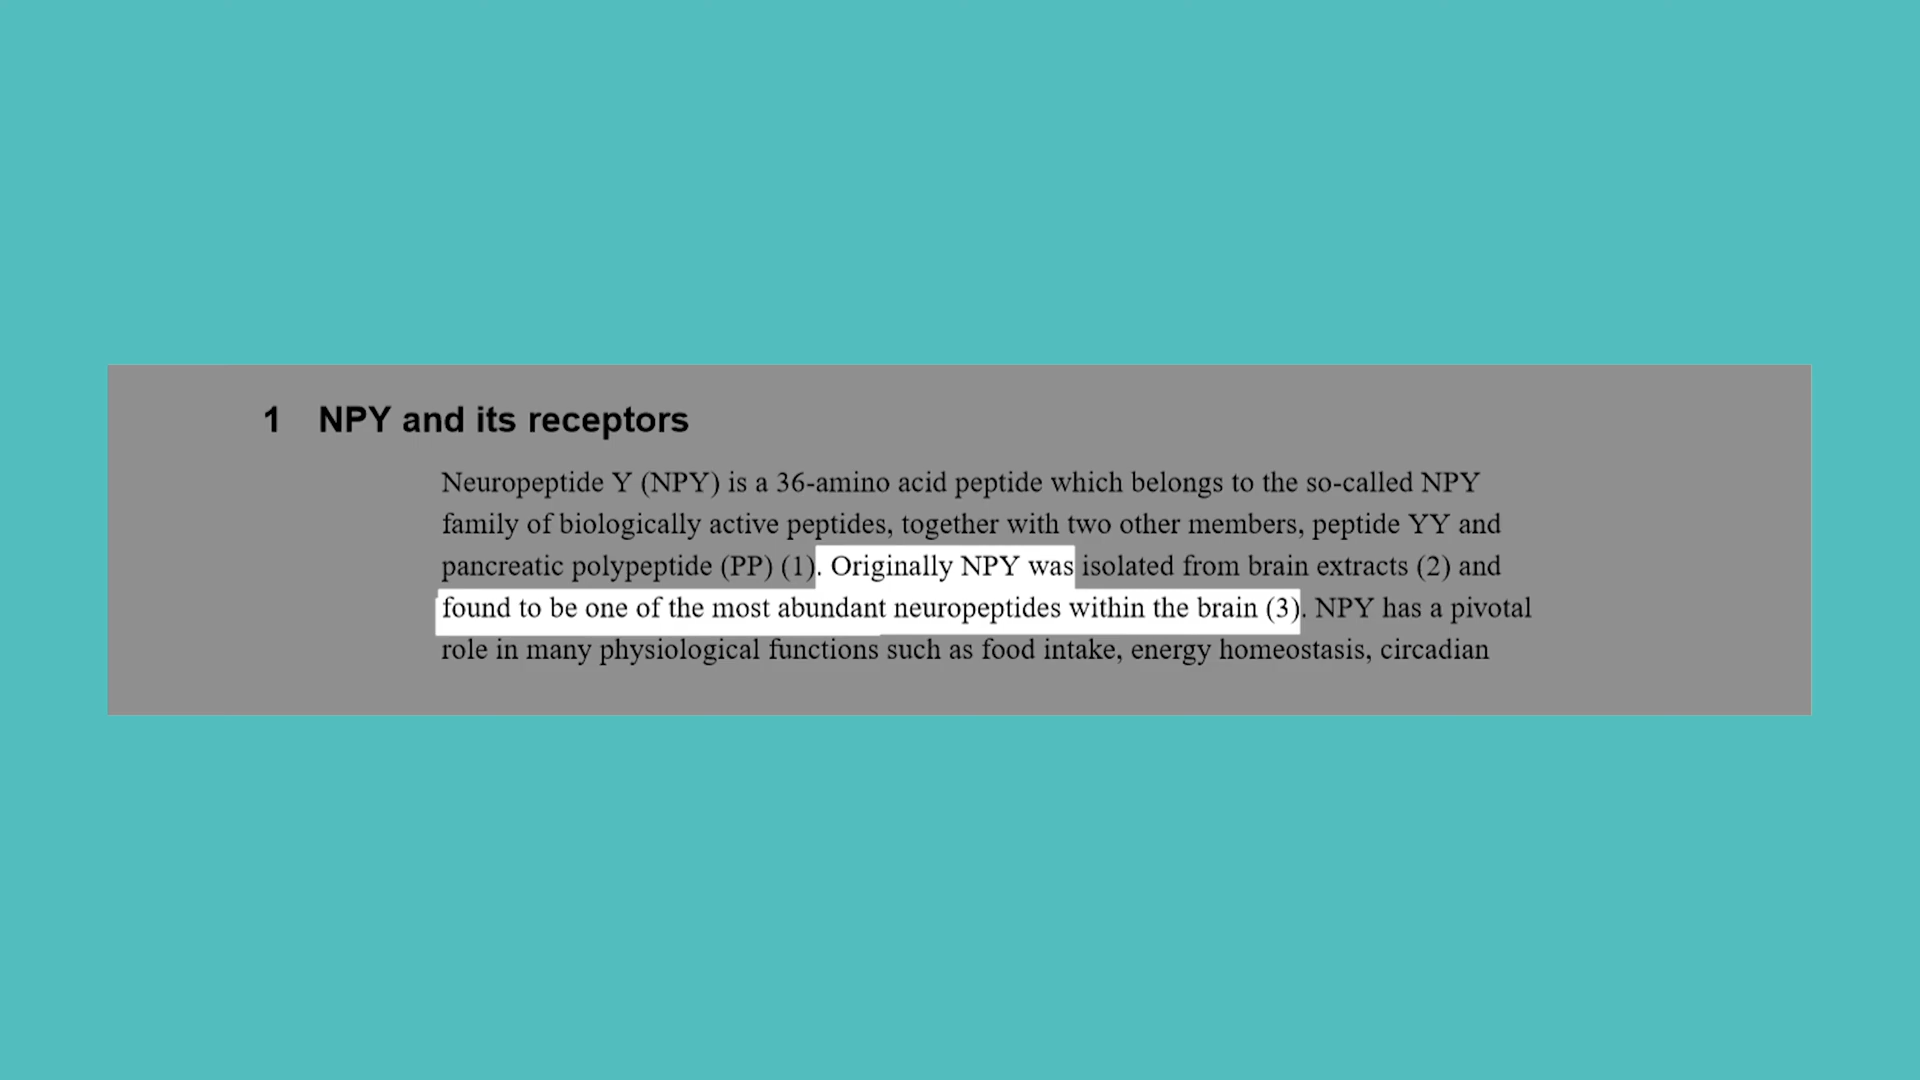 1 NPY and its receptors
Neuropeptide Y (NPY) is a 36-amino acid peptide which belongs to the so-called NPY
family of biologically active peptides, together with two other members, peptide YY and
pancreatic polypeptide (PP) (1). Originally NPY was isolated from brain extracts (2) and
found to be one of the most abundant neuropeptides within the brain (3). NPY has a pivotal
role in many physiological functions such as food intake, energy homeostasis, circadian